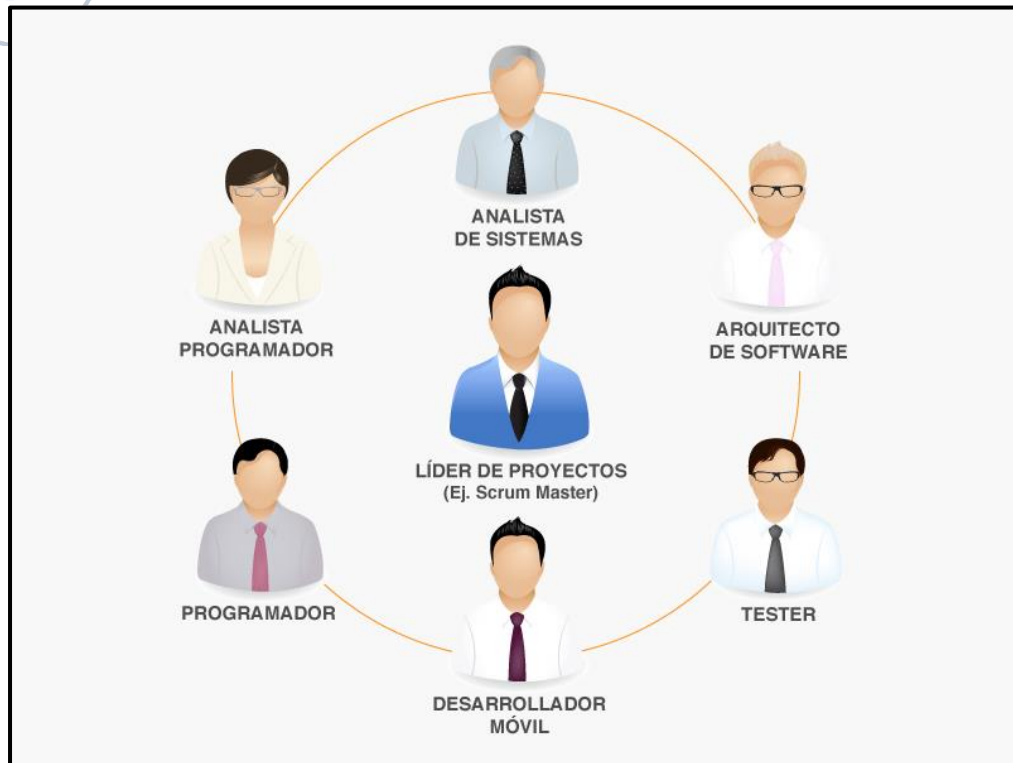 ANALISTA
DE SISTEMAS
ANALISTA
PROGRAMADOR
ARQUITECTO
DE SOFTWARE
LÍDER DE PROYECTOS
(Ej. Scrum Master)
PROGRAMADOR
TESTER
DESARROLLADOR
MÓVIL